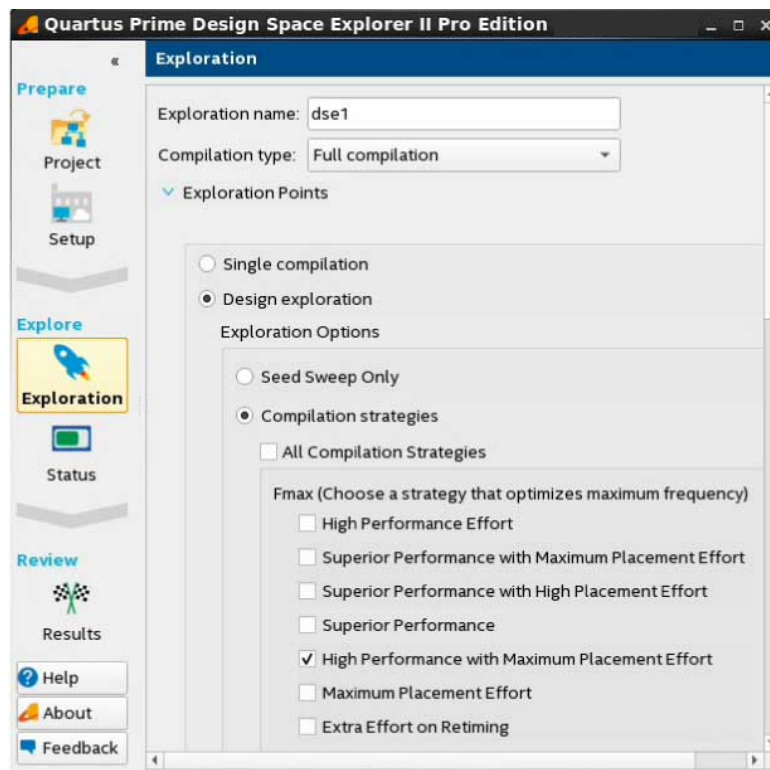 Quartus Prime Design Space Explorer II Pro Edition
«
Prepare
Project
Setup
Explore
Exploration
Status
Review
Results
Help
About
Feedback
Exploration
Exploration name: dse1
Compilation type: Full compilation
Exploration Points
Single compilation
Design exploration
Exploration Options
Seed Sweep Only
Compilation strategies
All Compilation Strategies
Fmax (Choose a strategy that optimizes maximum frequency)
High Performance Effort
Superior Performance with Maximum Placement Effort
Superior Performance with High Placement Effort
Superior Performance
High Performance with Maximum Placement Effort
Maximum Placement Effort
Extra Effort on Retiming